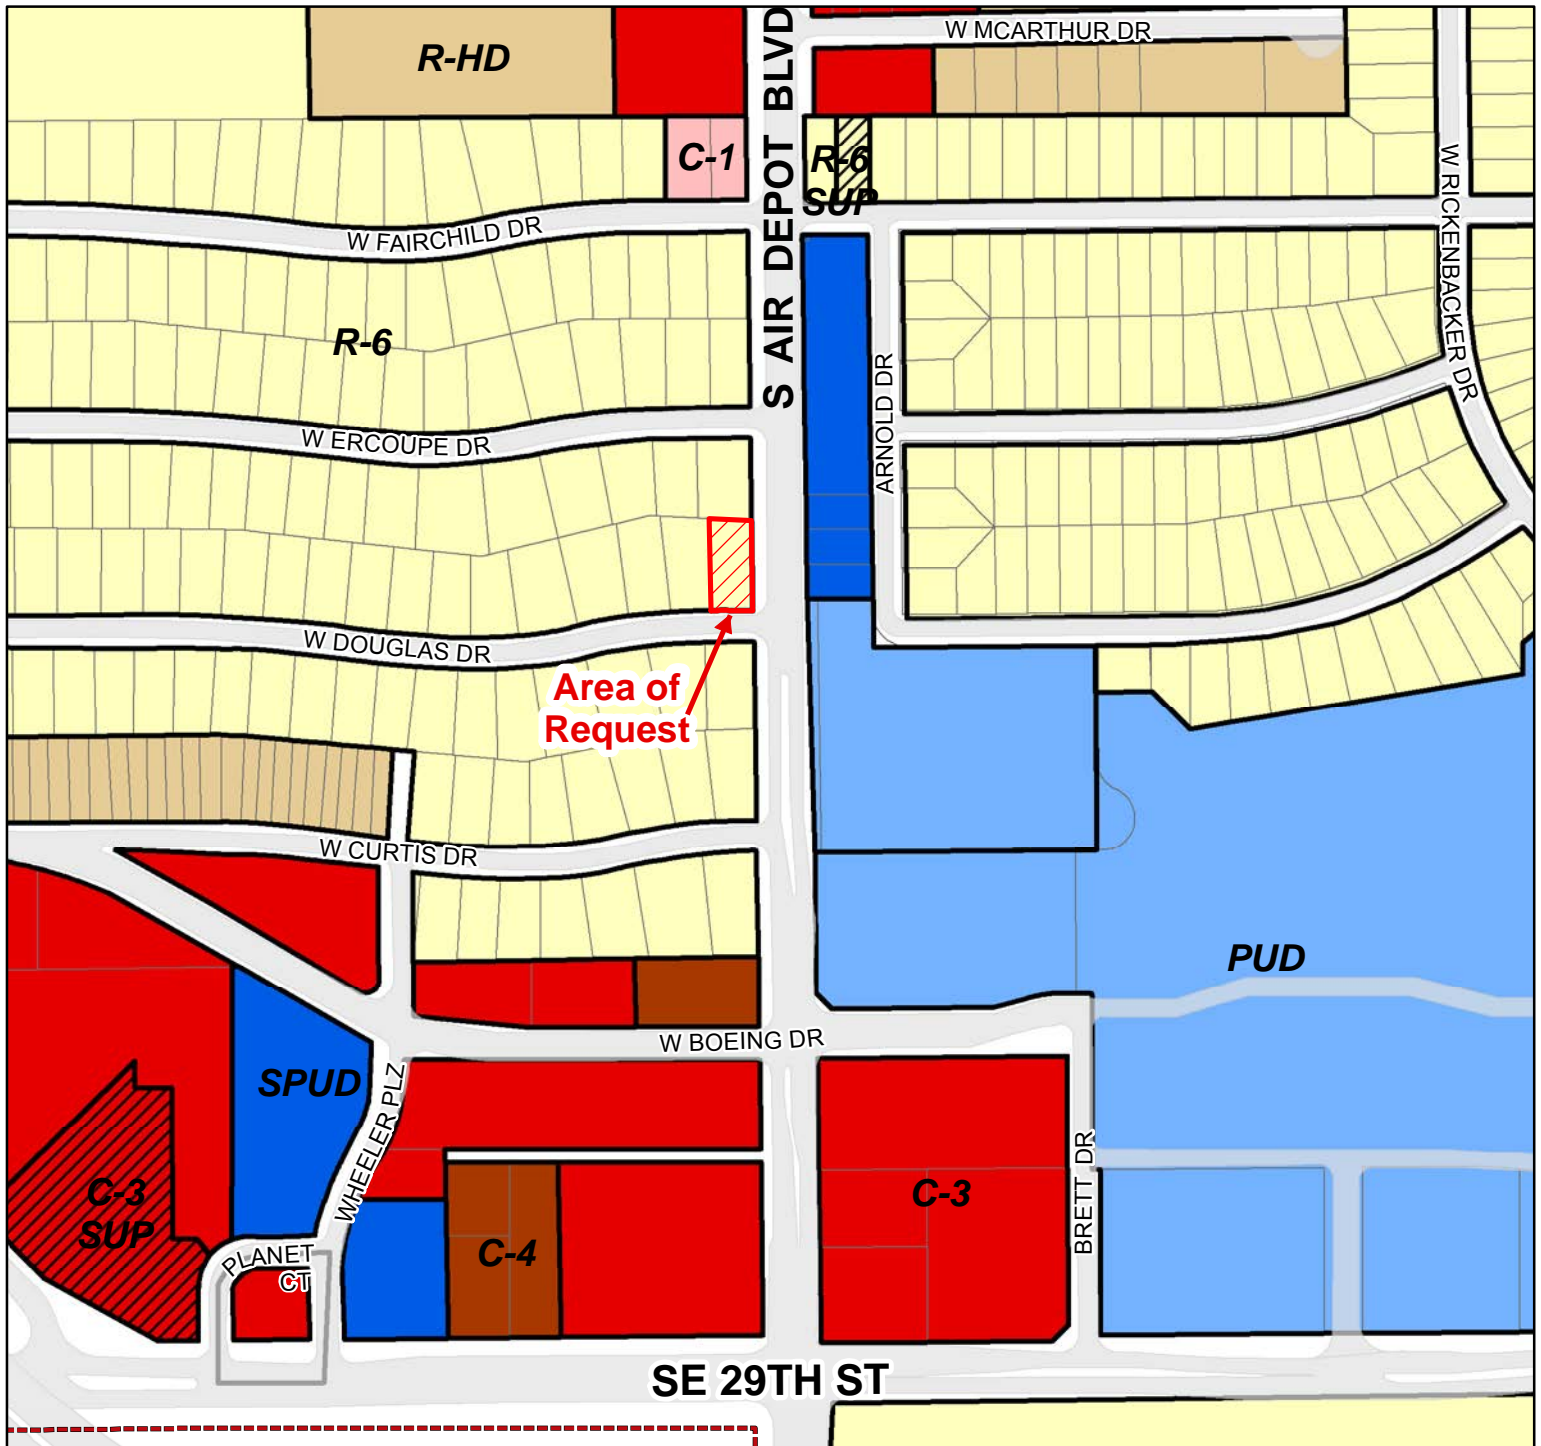 R-HD
W MCARTHUR DR
C-1
R-6
SUP
S AIR DEPOT BLVD
W RICKENBACKER DR
W FAIRCHILD DR
R-6
ARNOLD DR
W ERCOUPE DR
W DOUGLAS DR
Area of
Request
W CURTIS DR
PUD
W BOEING DR
SPUD
WHEELER PLZ
C-3
SUP
C-3
BRETT DR
C-4
PLANET
CT
SE 29TH ST